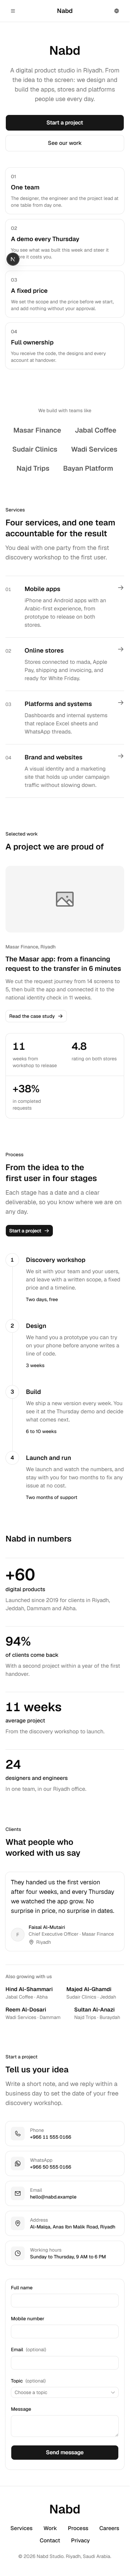 Nabd
Nabd
A digital product studio in Riyadh. From
the idea to the screen: we design and
build the apps, stores and platforms
people use every day.
Start a project
See our work
01
One team
The designer, the engineer and the project lead at
one table from day one.
02
A demo every Thursday
You see what was built this week and steer it
N
03
A fixed price
We set the scope and the price before we start,
and add nothing without your approval.
04
Full ownership
You receive the code, the designs and every
account at handover.
We build with teams like
Masar Finance
Jabal Coffee
Sudair Clinics
Wadi Services
Najd Trips
Bayan Platform
Services
Four services, and one team
accountable for the result
You deal with one party from the first
workshop to the first user.
01
Mobile apps
iPhone and Android apps with an
Arabic-first experience, from
prototype to release on both
stores.
02
Online stores
Stores connected to mada, Apple
Pay, shipping and invoicing, and
ready for White Friday.
03
Platforms and systems
Dashboards and internal systems
that replace Excel sheets and
WhatsApp threads.
04
Brand and websites
A visual identity and a marketing
site that holds up under campaign
traffic without slowing down.
Selected work
A project we are proud of
Masar Finance, Riyadh
The Masar app: from a financing
request to the transfer in 6 minutes
We cut the request journey from 14 screens to
5, then built the app and connected it to the
national identity check in 11 weeks.
Read the case study
11
weeks from
workshop to release
4.8
rating on both stores
+38%
in completed
requests
Process
From the idea to the
first user in four stages
Each stage has a date and a clear
deliverable, so you know where we are on
any day.
Start a project
1
Discovery workshop
We sit with your team and your users,
and leave with a written scope, a fixed
price and a timeline.
Two days, free
2
Design
We hand you a prototype you can try
on your phone before anyone writes a
line of code.
3 weeks
3
Build
We ship a new version every week. You
see it at the Thursday demo and decide
what comes next.
6 to 10 weeks
4
Launch and run
We launch and watch the numbers, and
stay with you for two months to fix any
issue at no cost.
Two months of support
Nabd in numbers
+60
digital products
Launched since 2019 for clients in Riyadh,
Jeddah, Dammam and Abha.
94%
of clients come back
With a second project within a year of the first
handover.
11 weeks
average project
From the discovery workshop to launch.
24
designers and engineers
In one team, in our Riyadh office.
Clients
What people who
worked with us say
They handed us the first version
after four weeks, and every Thursday
we watched the app grow. No
surprise in price, no surprise in dates.
F
Faisal Al-Mutairi
Chief Executive Officer · Masar Finance
Riyadh
Also growing with us
Hind Al-Shammari
Jabal Coffee · Abha
Majed Al-Ghamdi
Sudair Clinics · Jeddah
Reem Al-Dosari
Wadi Services · Dammam
Sultan Al-Anazi
Najd Trips · Buraydah
Start a project
Tell us your idea
Write a short note, and we reply within a
business day to set the date of your free
discovery workshop.
Phone
+966 11 555 0166
WhatsApp
+966 50 555 0166
Email
hello@nabd.example
Address
Al-Malqa, Anas Ibn Malik Road, Riyadh
Working hours
Sunday to Thursday, 9 AM to 6 PM
Full name
Mobile number
Email (optional)
Topic (optional)
Choose a topic
Message
Send message
Nabd
Services
Work
Process
Careers
Contact
Privacy
© 2026 Nabd Studio. Riyadh, Saudi Arabia.